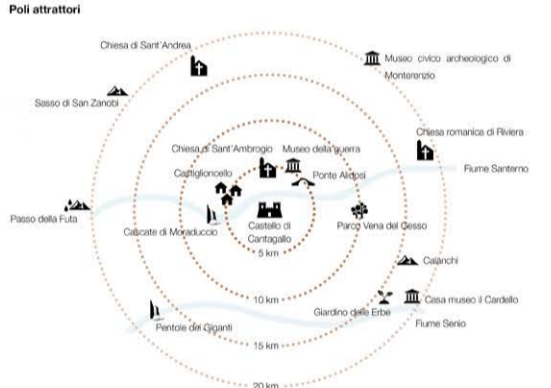 Poli attrattori
Chiesa di Sant'Andrea
Museo civico archeologico di
Monterenzio
Sasso di San Zanobi
Chiesa romanica di Riviera
Chiesa di Sant'Ambrogio
Museo della guerra
Fiume Santerno
Castiglioncello
Ponte Alidosi
Passo della Futa
Cascate di Moraduccio
Castello di
Cantagallo
Parco Vena del Gesso
5 km
Calanchi
10 km
Giardino delle Erbe
Casa museo il Cardello
Fiume Senio
Pentole dei Giganti
15 km
20 km